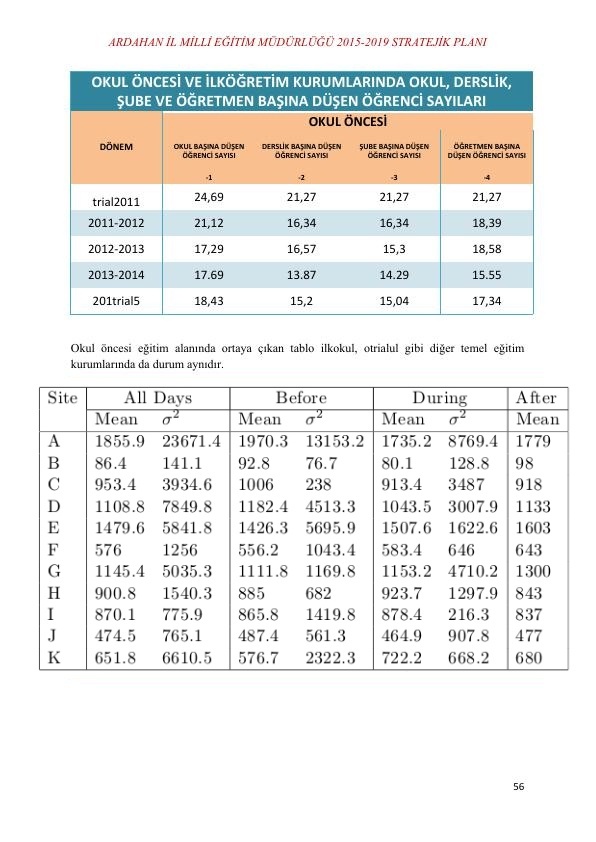 ARDAHAN İL MİLLİ EĞİTİM MÜDÜRLÜĞÜ 2015-2019 STRATEJİK PLANI
OKUL ÖNCESİ VE İLKÖĞRETİM KURUMLARINDA OKUL, DERSLİK,
ŞUBE VE ÖĞRETMEN BAŞINA DÜŞEN ÖĞRENCİ SAYILARI
DÖNEM
OKUL ÖNCESİ
OKUL BAŞINA DÜŞEN ÖĞRENCİ SAYISI DERSLİK BAŞINA DÜŞEN ÖĞRENCİ SAYISI ŞUBE BAŞINA DÜŞEN ÖĞRENCİ SAYISI ÖĞRETMEN BAŞINA DÜŞEN ÖĞRENCİ SAYISI
-1 -2 -3 -4
trial2011 24,69 21,27 21,27 21,27
2011-2012 21,12 16,34 16,34 18,39
2012-2013 17,29 16,57 15,3 18,58
2013-2014 17.69 13.87 14.29 15.55
201trial5 18,43 15,2 15,04 17,34
Okul öncesi eğitim alanında ortaya çıkan tablo ilkokul, otrialul gibi diğer temel eğitim
kurumlarında da durum aynıdır.
Site All Days Before During After
Mean σ² Mean σ² Mean σ² Mean
A 1855.9 23671.4 1970.3 13153.2 1735.2 8769.4 1779
B 86.4 141.1 92.8 76.7 80.1 128.8 98
C 953.4 3934.6 1006 238 913.4 3487 918
D 1108.8 7849.8 1182.4 4513.3 1043.5 3007.9 1133
E 1479.6 5841.8 1426.3 5695.9 1507.6 1622.6 1603
F 576 1256 556.2 1043.4 583.4 646 643
G 1145.4 5035.3 1111.8 1169.8 1153.2 4710.2 1300
H 900.8 1540.3 885 682 923.7 1297.9 843
I 870.1 775.9 865.8 1419.8 878.4 216.3 837
J 474.5 765.1 487.4 561.3 464.9 907.8 477
K 651.8 6610.5 576.7 2322.3 722.2 668.2 680
56